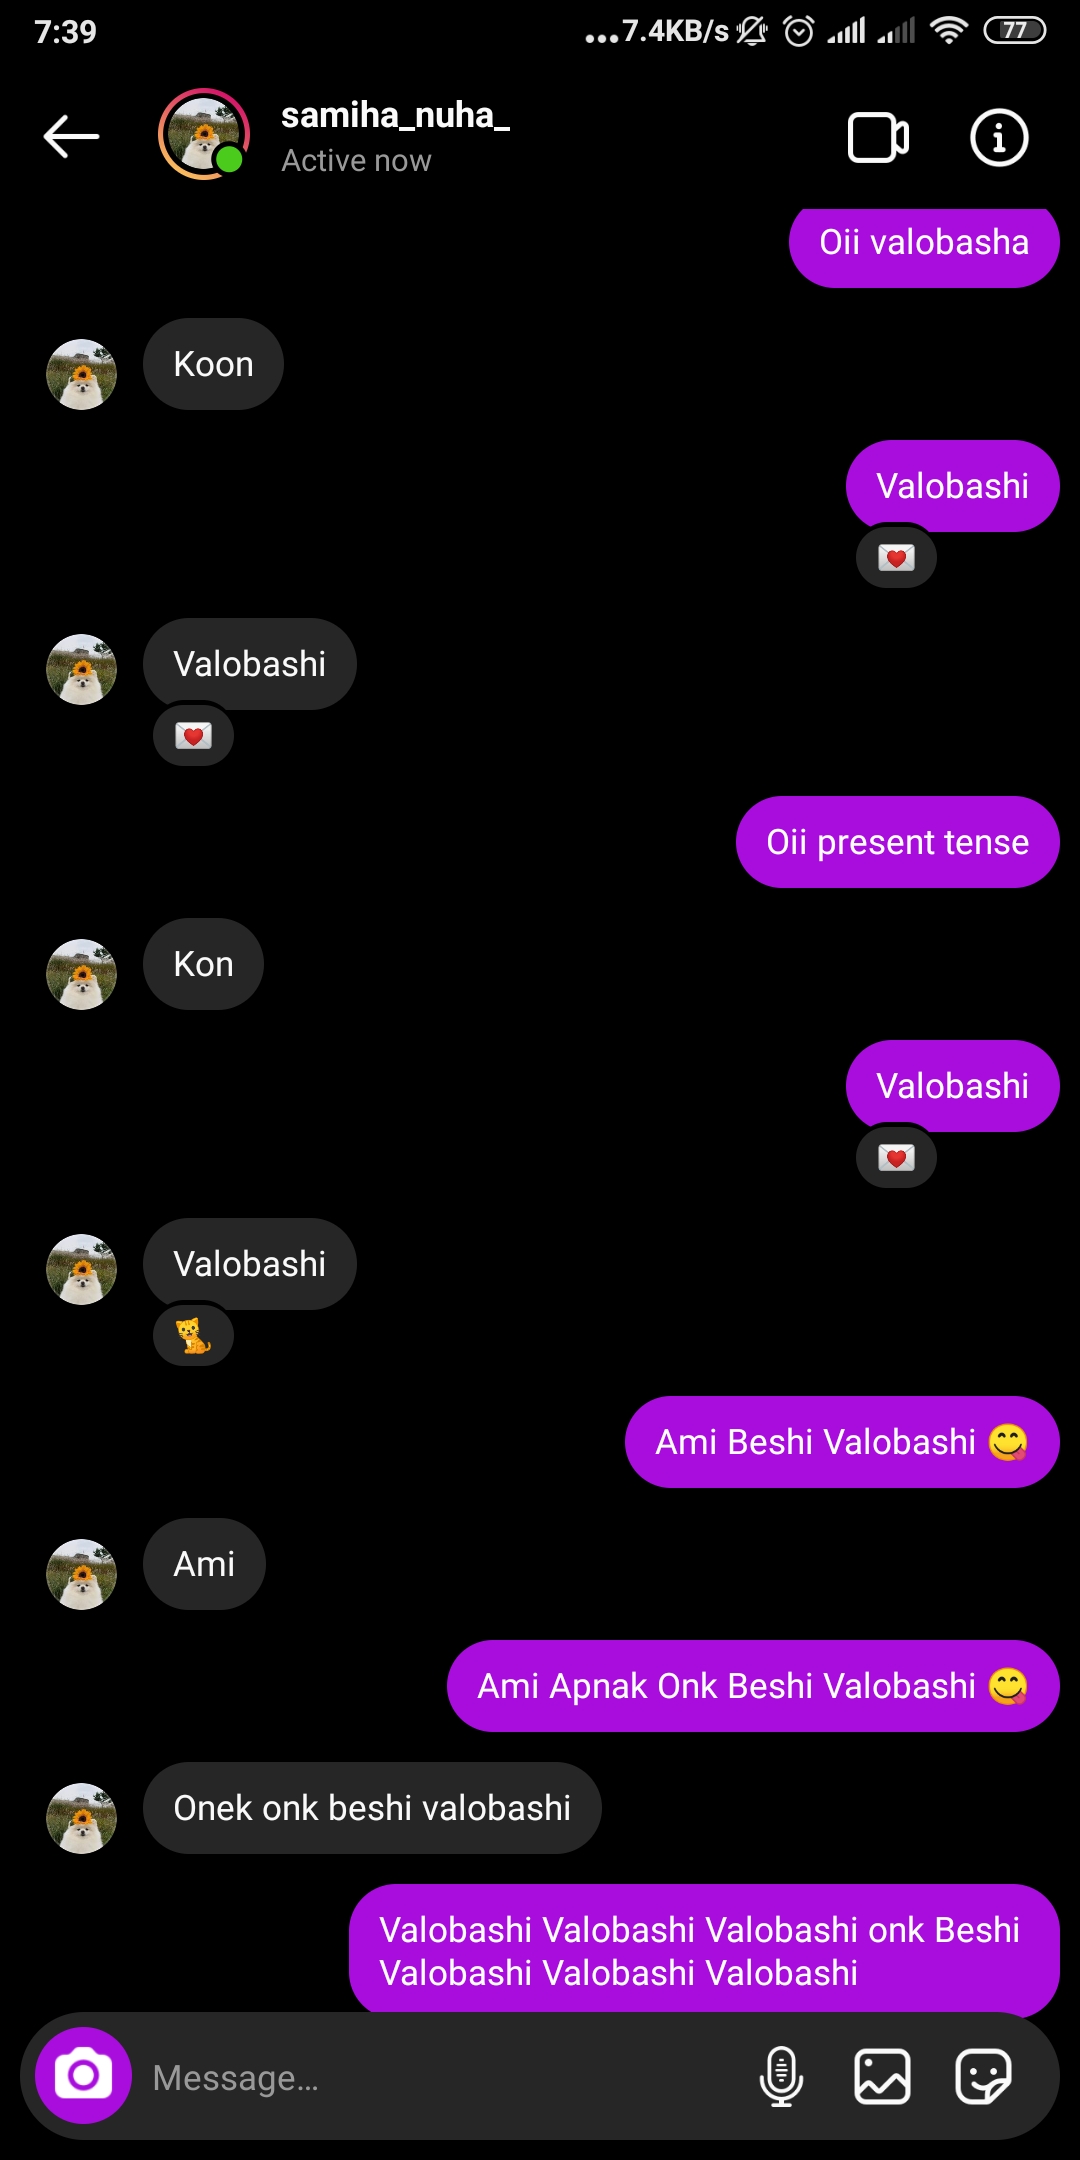 7:39
...7.4KB/s
77
samiha_nuha_
Active now
Oii valobasha
Koon
Valobashi
💌
Valobashi
💌
Oii present tense
Kon
Valobashi
💌
Valobashi
🐈
Ami Beshi Valobashi 😋
Ami
Ami Apnak Onk Beshi Valobashi 😋
Onek onk beshi valobashi
Valobashi Valobashi Valobashi onk Beshi
Valobashi Valobashi Valobashi
Message...